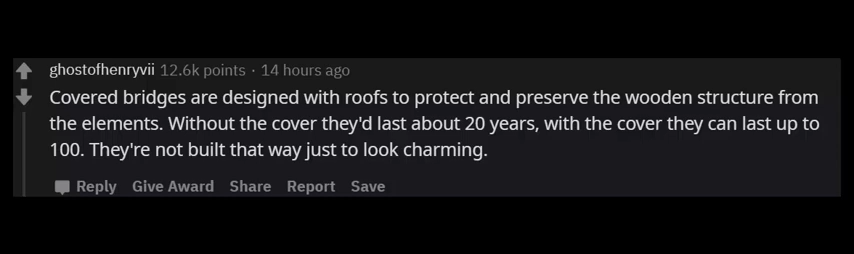 ghostofhenryvii 12.6k points · 14 hours ago
Covered bridges are designed with roofs to protect and preserve the wooden structure from
the elements. Without the cover they'd last about 20 years, with the cover they can last up to
100. They're not built that way just to look charming.
Reply Give Award Share Report Save